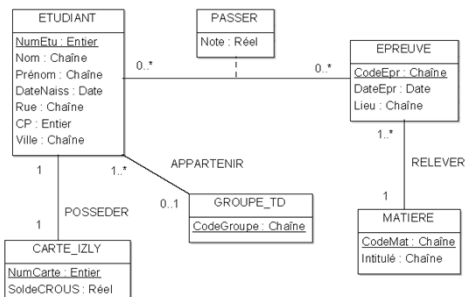 ETUDIANT
NumEtu : Entier
Nom : Chaîne
Prénom : Chaîne
DateNaiss : Date
Rue : Chaîne
CP : Entier
Ville : Chaîne
PASSER
Note : Réel
0..*
0..*
EPREUVE
CodeEpr : Chaîne
DateEpr : Date
Lieu : Chaîne
1
1..*
APPARTENIR
0..1
GROUPE_TD
CodeGroupe : Chaîne
1..*
RELEVER
1
MATIERE
CodeMat : Chaîne
Intitulé : Chaîne
POSSEDER
1
CARTE_IZLY
NumCarte : Entier
SoldeCROUS : Réel